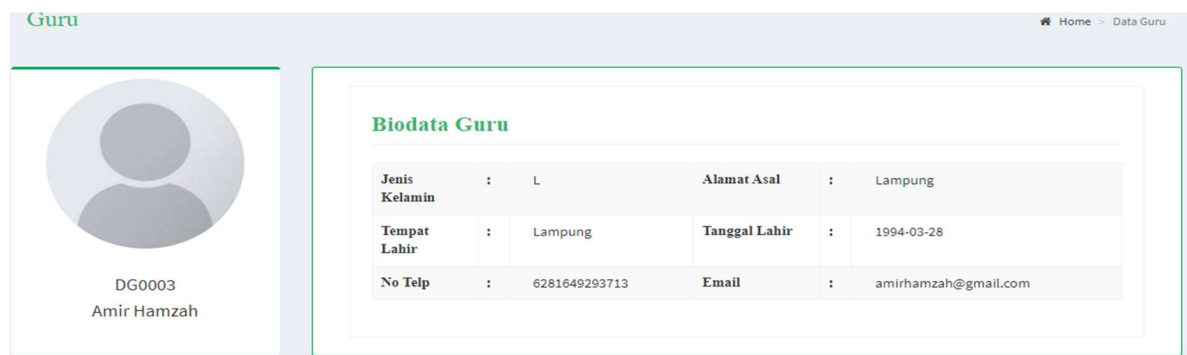 Guru
Home > Data Guru
DG0003
Amir Hamzah
Biodata Guru
Jenis Kelamin : L Alamat Asal : Lampung
Tempat Lahir : Lampung Tanggal Lahir : 1994-03-28
No Telp : 6281649293713 Email : amirhamzah@gmail.com